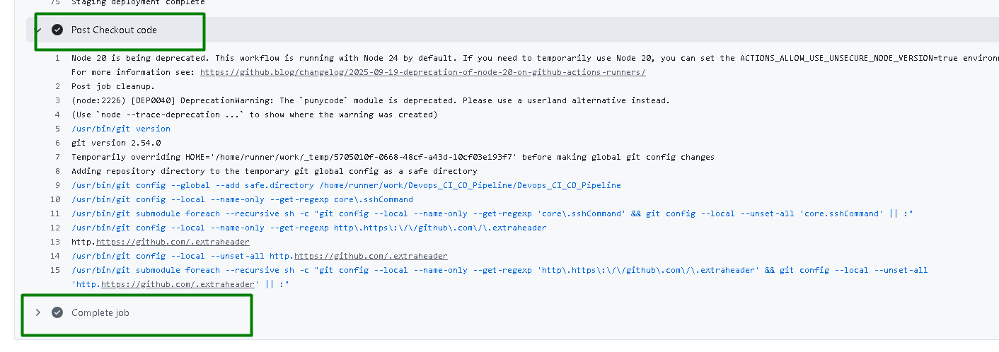 75 Staging deployment complete
Post Checkout code
1 Node 20 is being deprecated. This workflow is running with Node 24 by default. If you need to temporarily use Node 20, you can set the ACTIONS_ALLOW_USE_UNSECURE_NODE_VERSION=true
For more information see: https://github.blog/changelog/2025-09-19-deprecation-of-node-20-on-github-actions-runners/
2 Post job cleanup.
3 (node:2226) [DEP0040] DeprecationWarning: The `punycode` module is deprecated. Please use a userland alternative instead.
4 (Use `node --trace-deprecation ...` to show where the warning was created)
5 /usr/bin/git version
6 git version 2.54.0
7 Temporarily overriding HOME='/home/runner/work/_temp/5705010f-0668-48cf-a43d-10cf03e193f7' before making global git config changes
8 Adding repository directory to the temporary git global config as a safe directory
9 /usr/bin/git config --global --add safe.directory /home/runner/work/Devops_CI_CD_Pipeline/Devops_CI_CD_Pipeline
10 /usr/bin/git config --local --name-only --get-regexp core\.sshCommand
11 /usr/bin/git submodule foreach --recursive sh -c "git config --local --name-only --get-regexp 'core\.sshCommand' && git config --local --unset-all 'core.sshCommand' || :"
12 /usr/bin/git config --local --name-only --get-regexp http\.https\:\/\/github\.com\/\.extraheader
13 http.https://github.com/.extraheader
14 /usr/bin/git config --local --unset-all http.https://github.com/.extraheader
15 /usr/bin/git submodule foreach --recursive sh -c "git config --local --name-only --get-regexp 'http\.https\:\/\/github\.com\/\.extraheader' && git config --local --unset-all
'http.https://github.com/.extraheader' || :"
Complete job